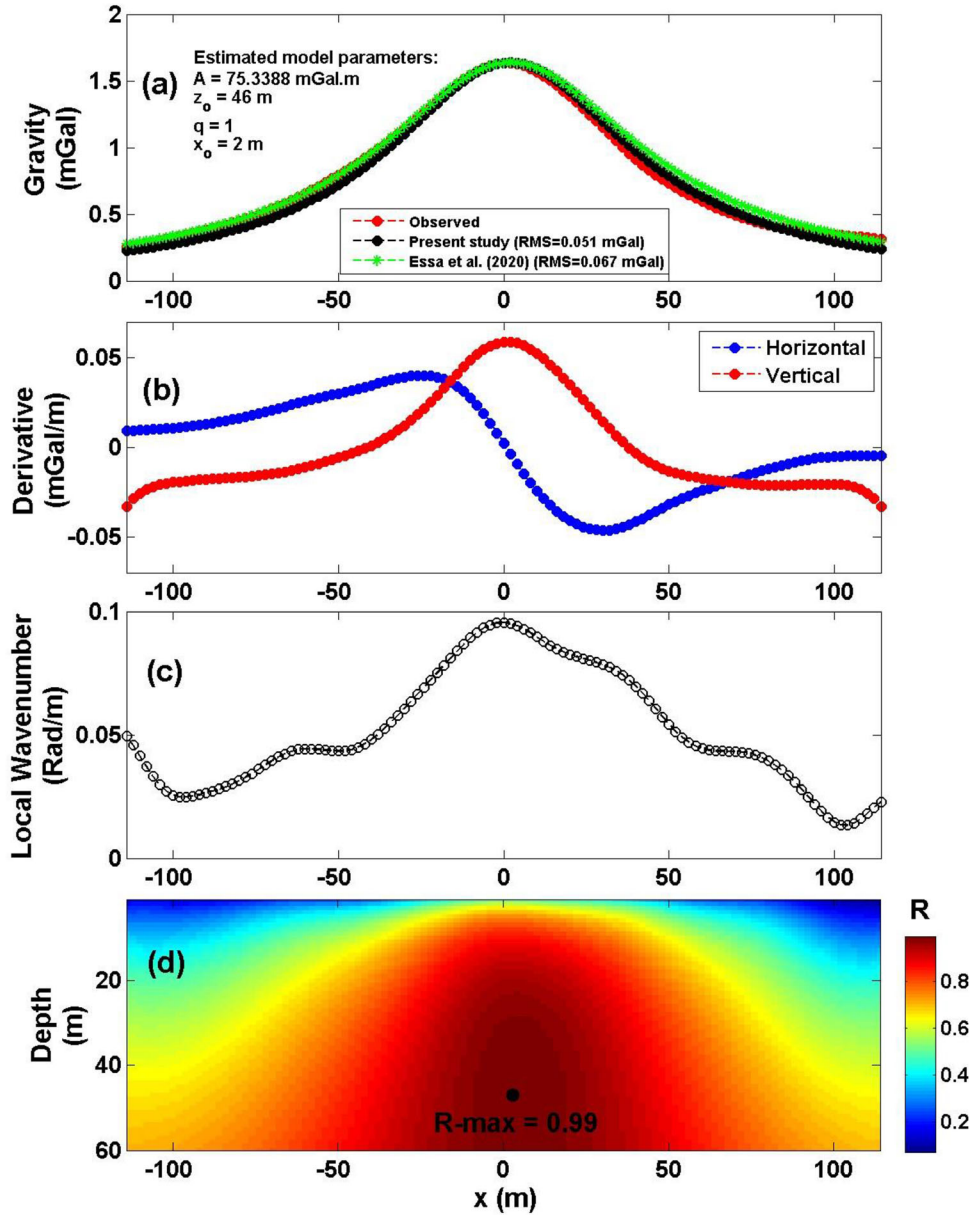 2
1.5
1
0.5
0
Gravity
(mGal)
(a)
Estimated model parameters:
A = 75.3388 mGal.m
zo = 46 m
q = 1
xo = 2 m
Observed
Present study (RMS=0.051 mGal)
Essa et al. (2020) (RMS=0.067 mGal)
-100 -50 0 50 100
0.05
0
-0.05
Derivative
(mGal/m)
(b)
Horizontal
Vertical
-100 -50 0 50 100
0.1
0.05
0
Local Wavenumber
(Rad/m)
(c)
-100 -50 0 50 100
20
40
60
Depth
(m)
(d)
R-max = 0.99
-100 -50 0 50 100
x (m)
R
0.8
0.6
0.4
0.2